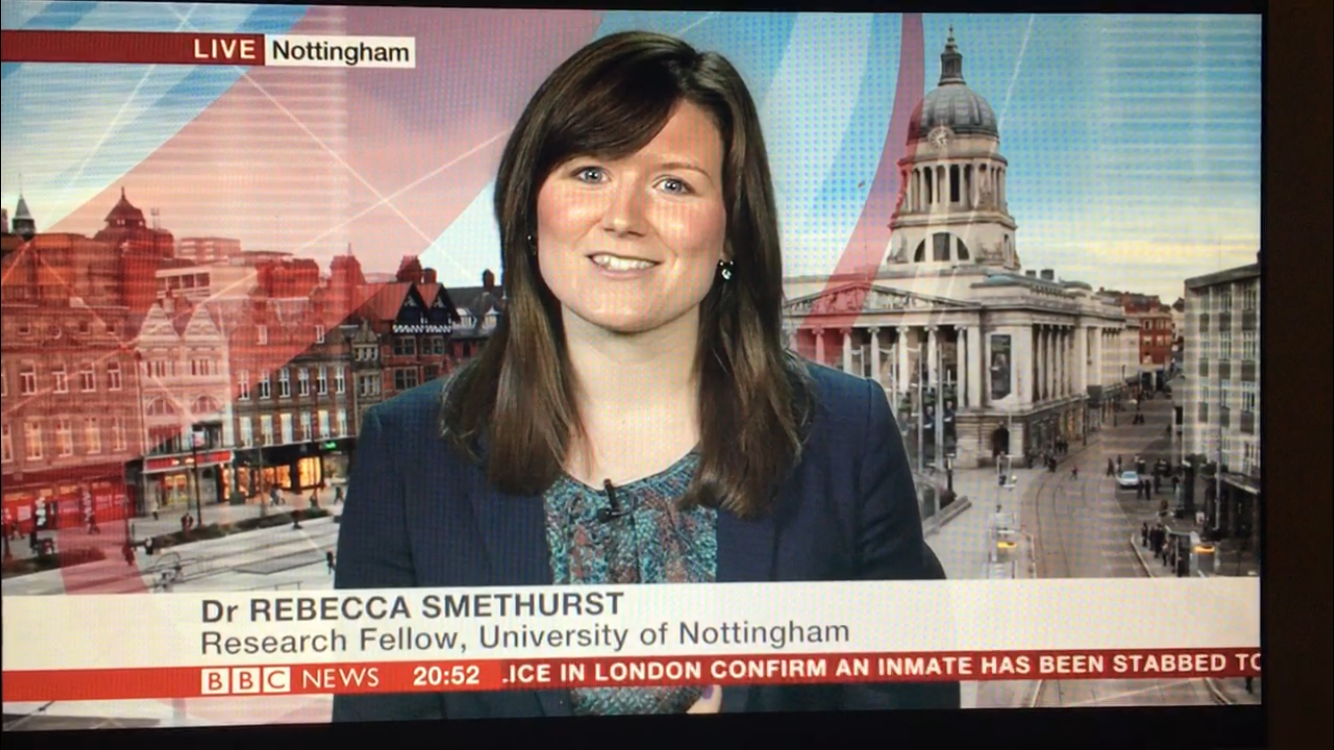 LIVE Nottingham
Dr REBECCA SMETHURST
Research Fellow, University of Nottingham
BBC NEWS 20:52 .ICE IN LONDON CONFIRM AN INMATE HAS BEEN STABBED TO